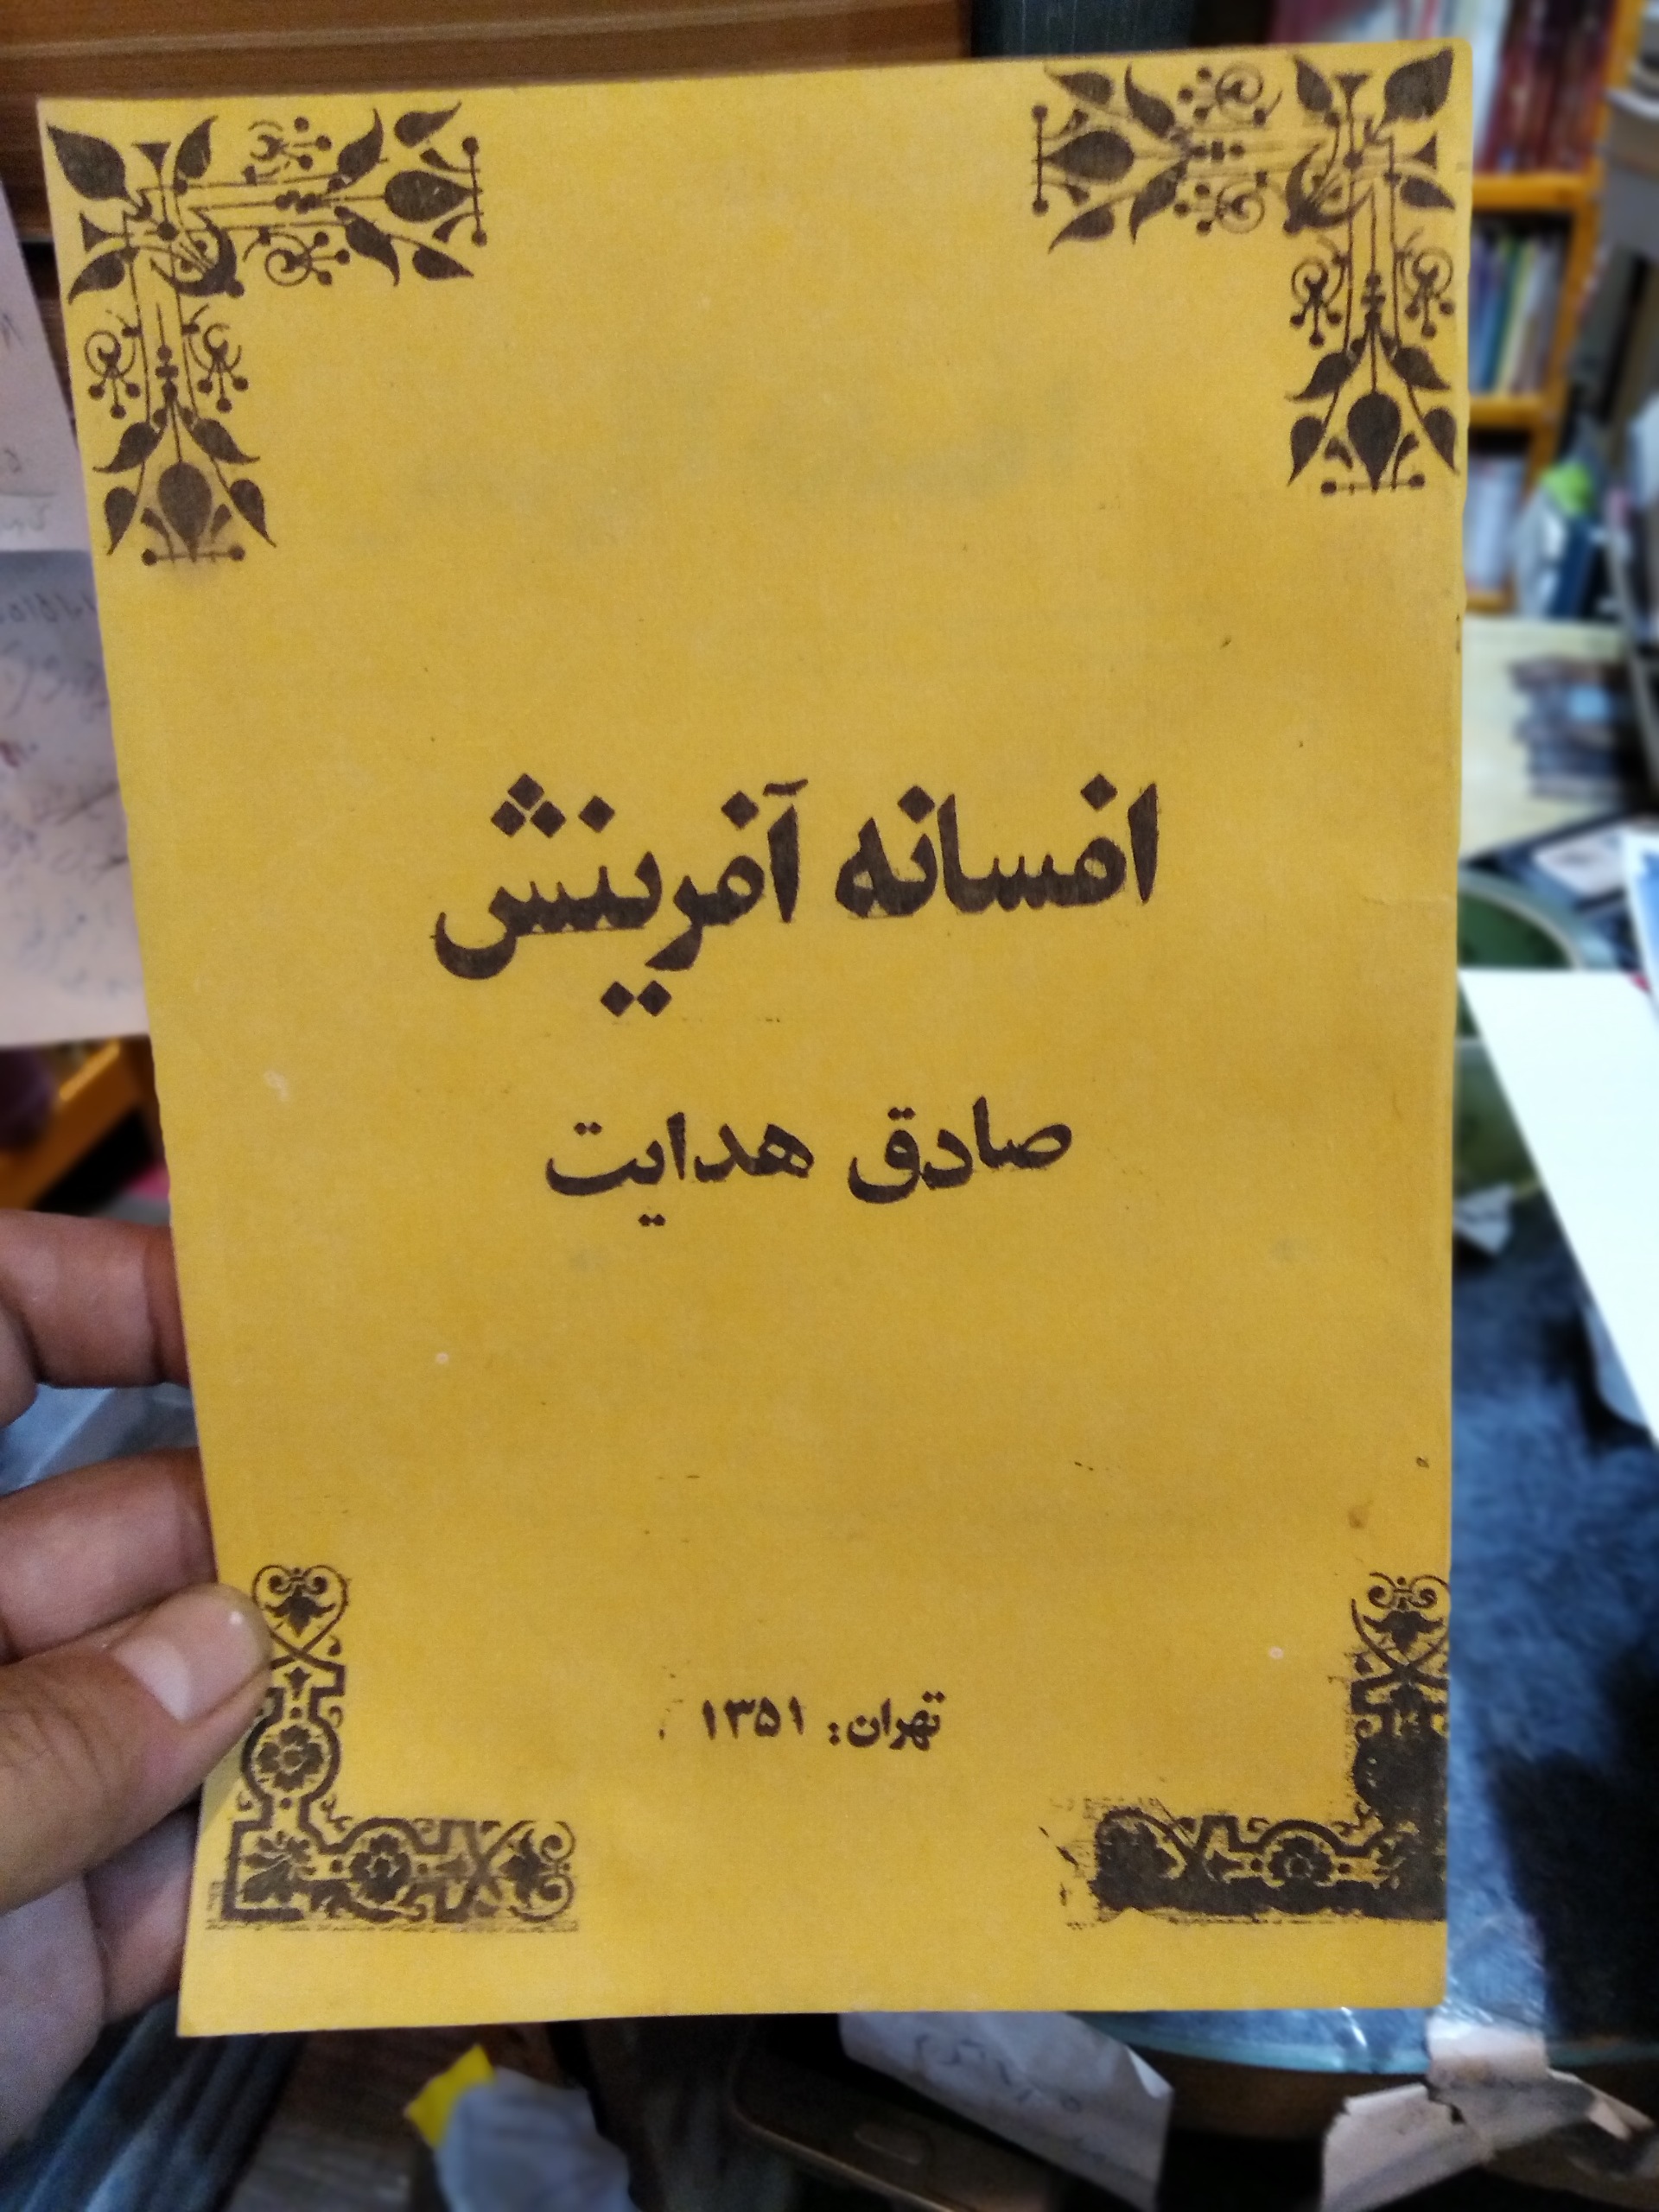 افسانه آفرینش
صادق هدایت
تهران: ۱۳۵۱